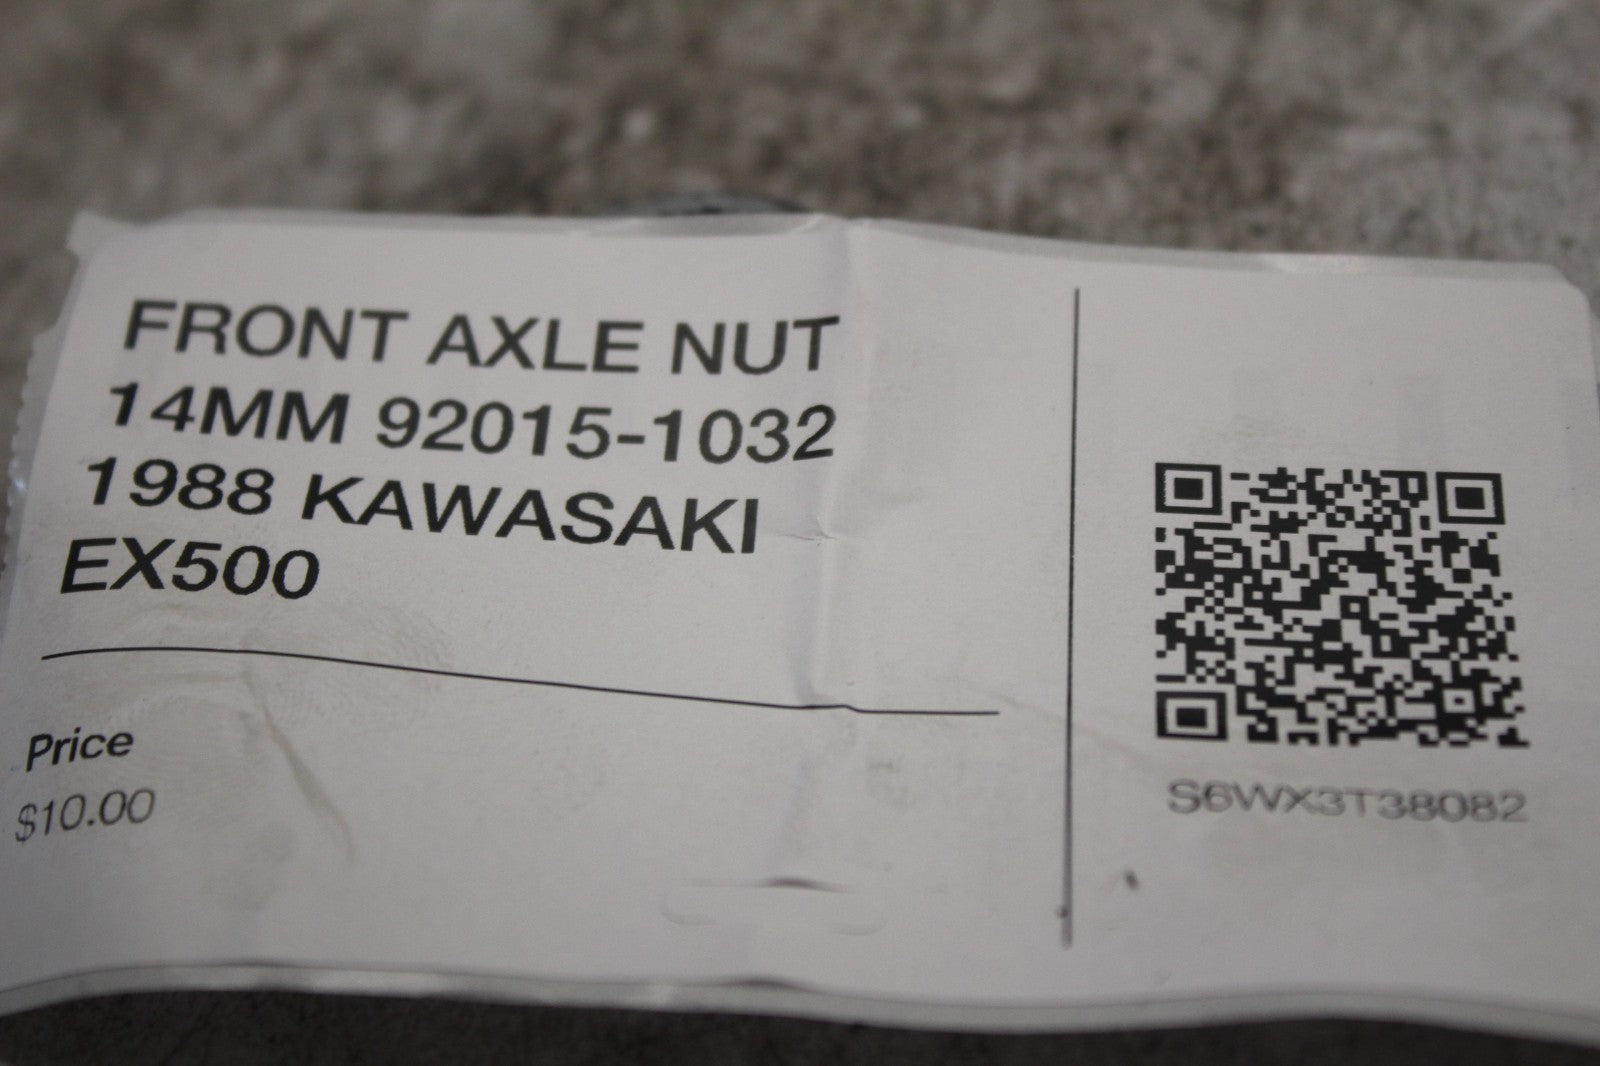 FRONT AXLE NUT
14MM 92015-1032
1988 KAWASAKI
EX500
Price
$10.00
S6WX3T38082